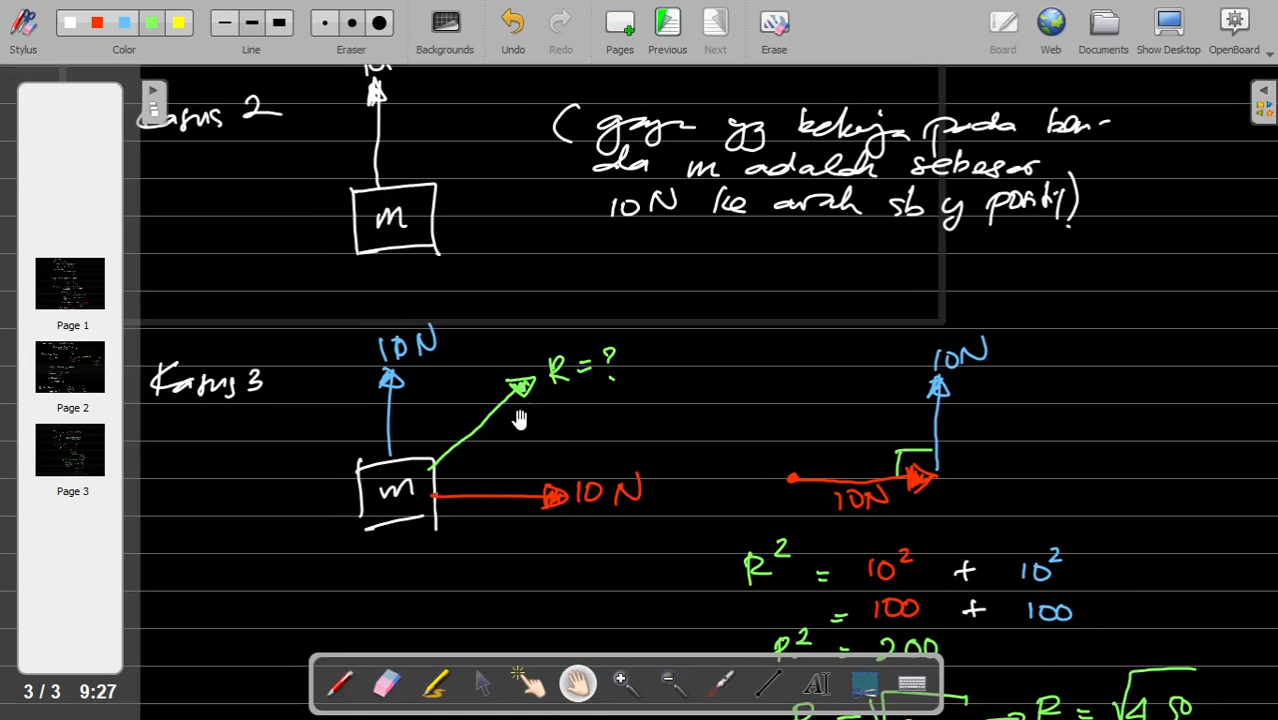 Stylus
Color
Line
Eraser
Backgrounds
Undo
Redo
Pages
Previous
Next
Erase
Board
Web
Documents
Show Desktop
OpenBoard
Page 1
Page 2
Page 3
3 / 3 9:27
Kasus 2
m
( gaya yg bekerja pada ben-
da m adalah sebesar
10N ke arah sb y positif)
Kasus 3
10N
R = ?
m
10 N
10N
10N
R² = 10² + 10²
= 100 + 100
R² = 200
AI